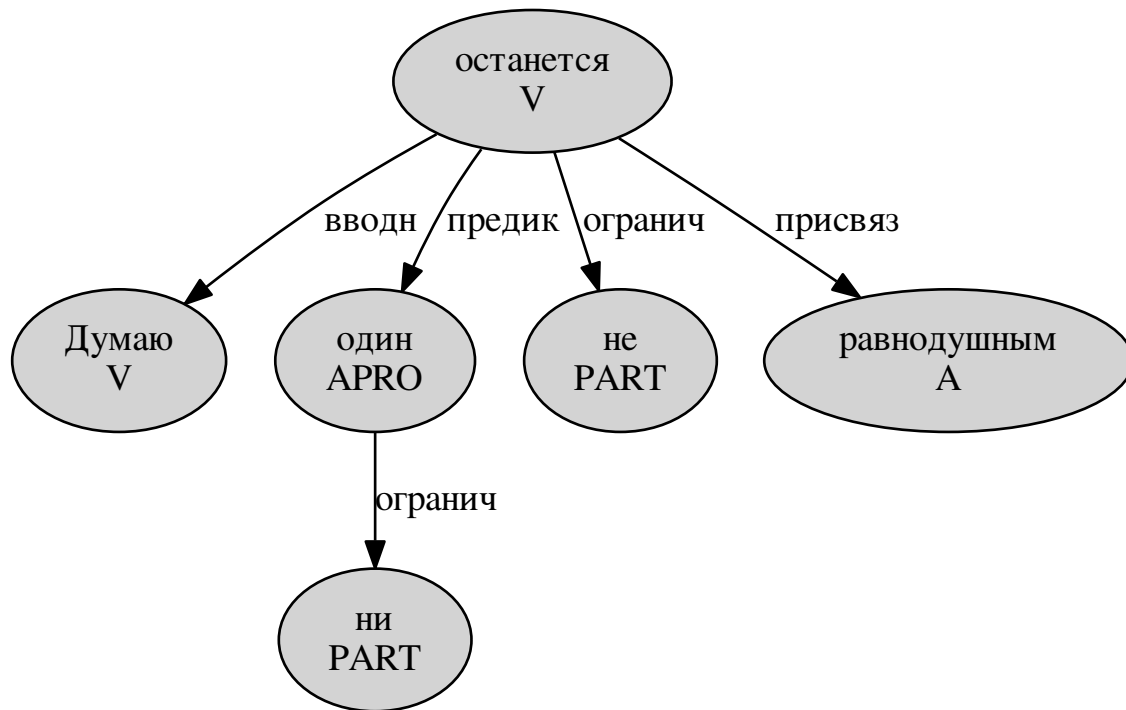 останется
V
вводн
предик
огранич
присвяз
Думаю
V
один
APRO
не
PART
равнодушным
A
огранич
ни
PART